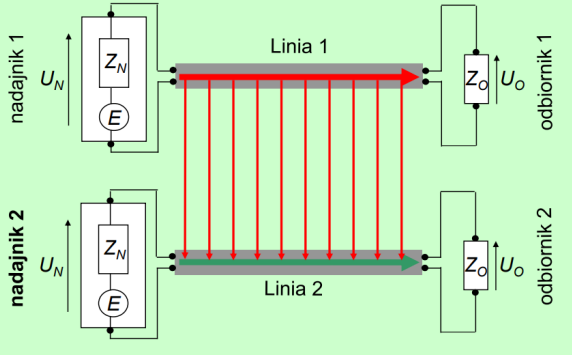 nadajnik 1
U_N
Z_N
E
Linia 1
Z_O
U_O
odbiornik 1
nadajnik 2
U_N
Z_N
E
Linia 2
Z_O
U_O
odbiornik 2